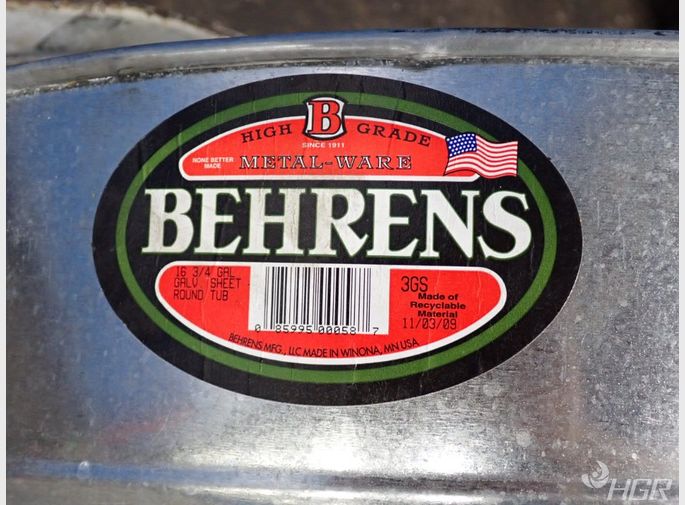 B
HIGH GRADE
SINCE 1911
NONE BETTER
MADE
METAL-WARE
BEHRENS
16 3/4 GAL
GALV. SHEET
ROUND TUB
3GS
Made of
Recyclable
Material
11/03/09
0 85995 00058 7
BEHRENS MFG., LLC MADE IN WINONA, MN USA
HGR